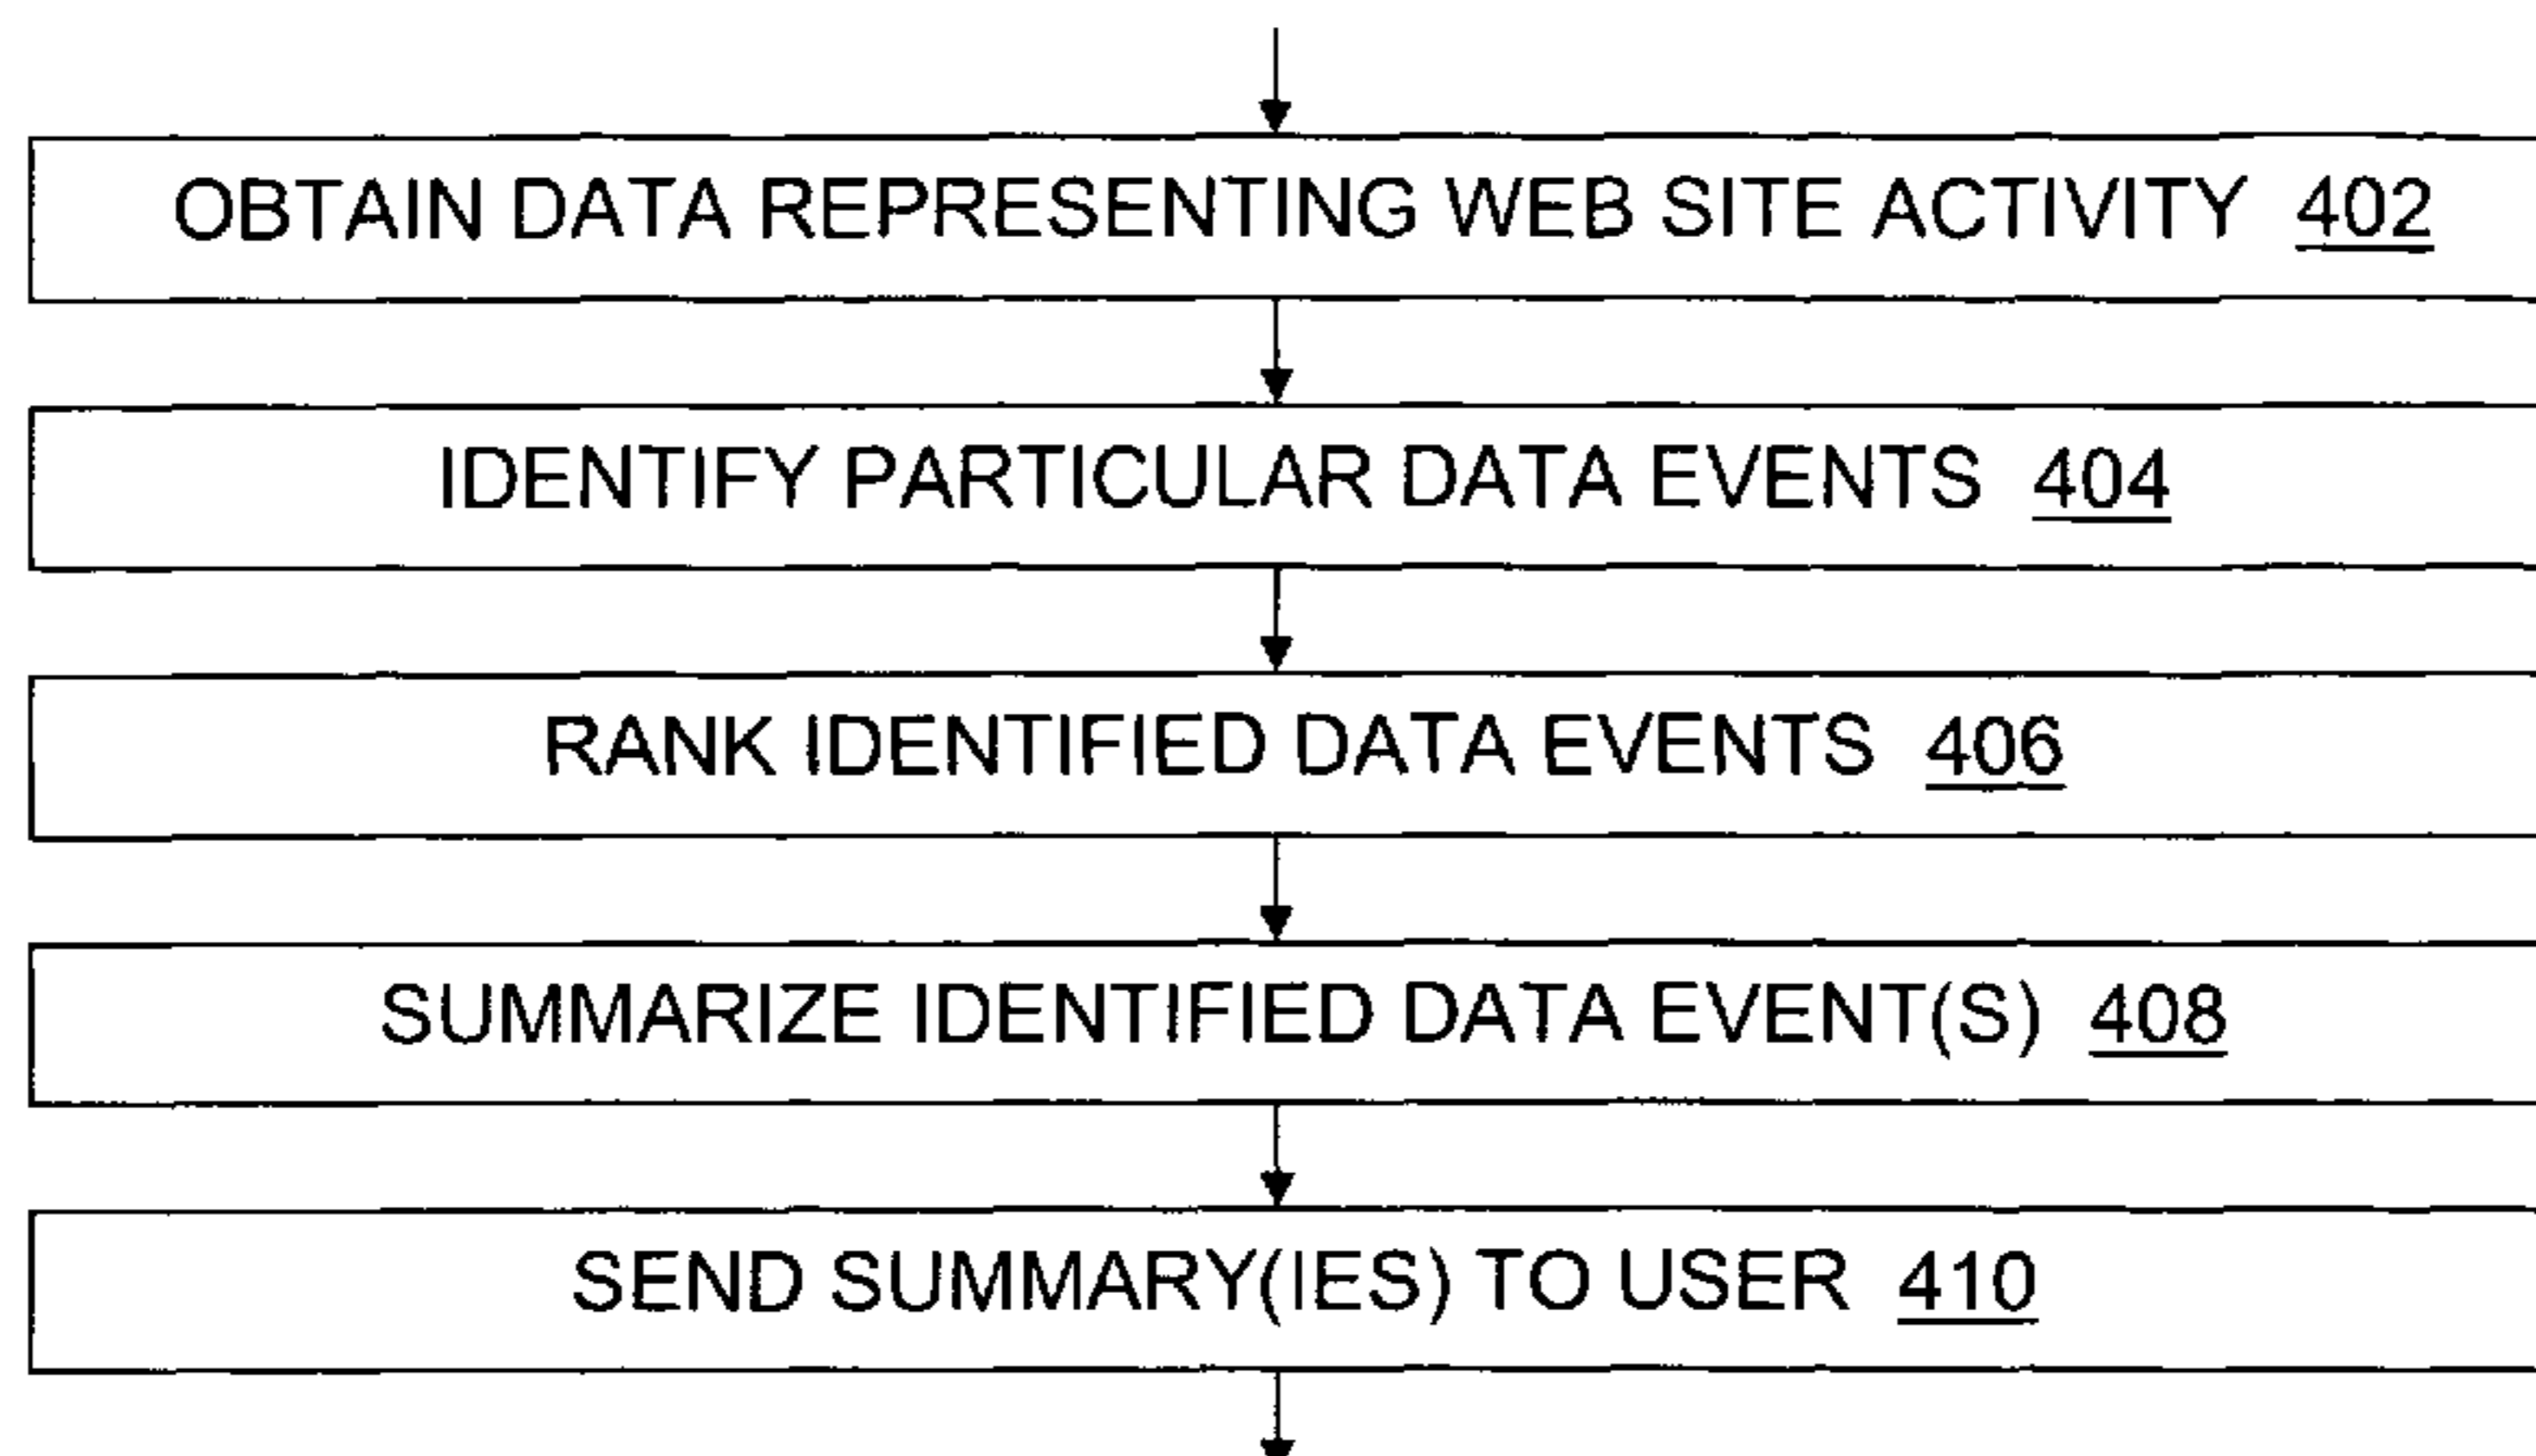 OBTAIN DATA REPRESENTING WEB SITE ACTIVITY 402
IDENTIFY PARTICULAR DATA EVENTS 404
RANK IDENTIFIED DATA EVENTS 406
SUMMARIZE IDENTIFIED DATA EVENT(S) 408
SEND SUMMARY(IES) TO USER 410